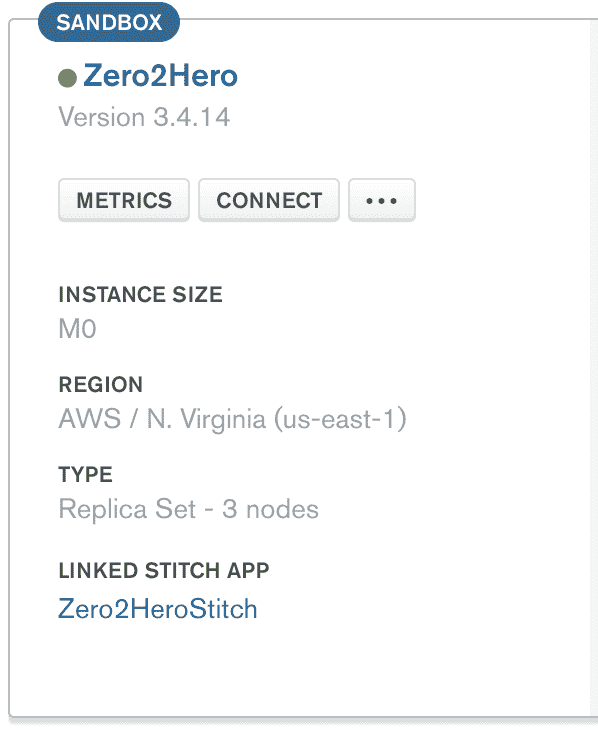 SANDBOX
Zero2Hero
Version 3.4.14
METRICS CONNECT •••
INSTANCE SIZE
M0
REGION
AWS / N. Virginia (us-east-1)
TYPE
Replica Set - 3 nodes
LINKED STITCH APP
Zero2HeroStitch